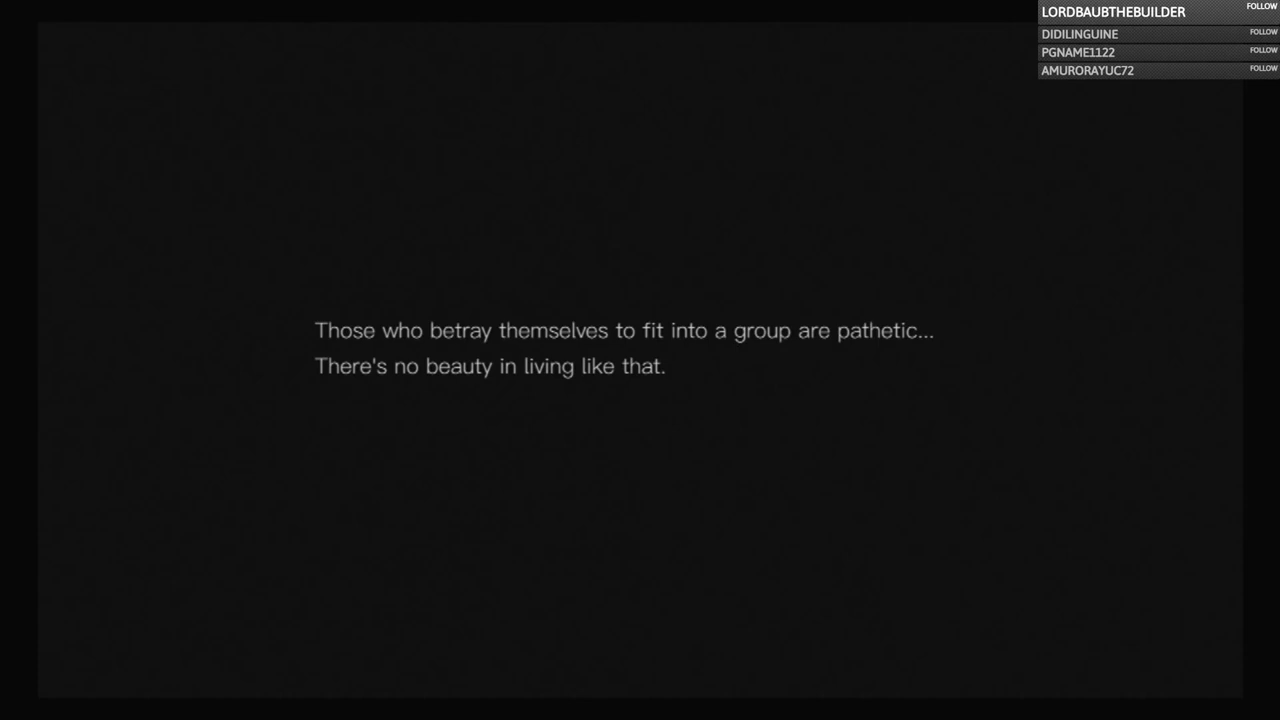 LORDBAUBTHEBUILDER FOLLOW
DIDILINGUINE FOLLOW
PGNAME1122 FOLLOW
AMURORAYUC72 FOLLOW
Those who betray themselves to fit into a group are pathetic...
There's no beauty in living like that.